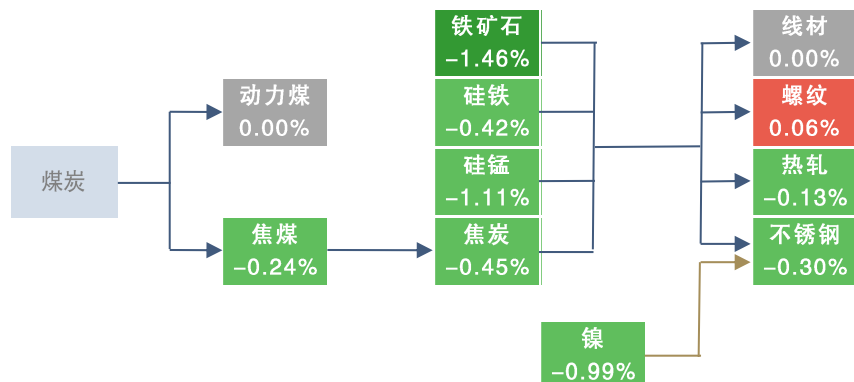 铁矿石
-1.46%
线材
0.00%
动力煤
0.00%
硅铁
-0.42%
螺纹
0.06%
煤炭
硅锰
-1.11%
热轧
-0.13%
焦煤
-0.24%
焦炭
-0.45%
不锈钢
-0.30%
镍
-0.99%